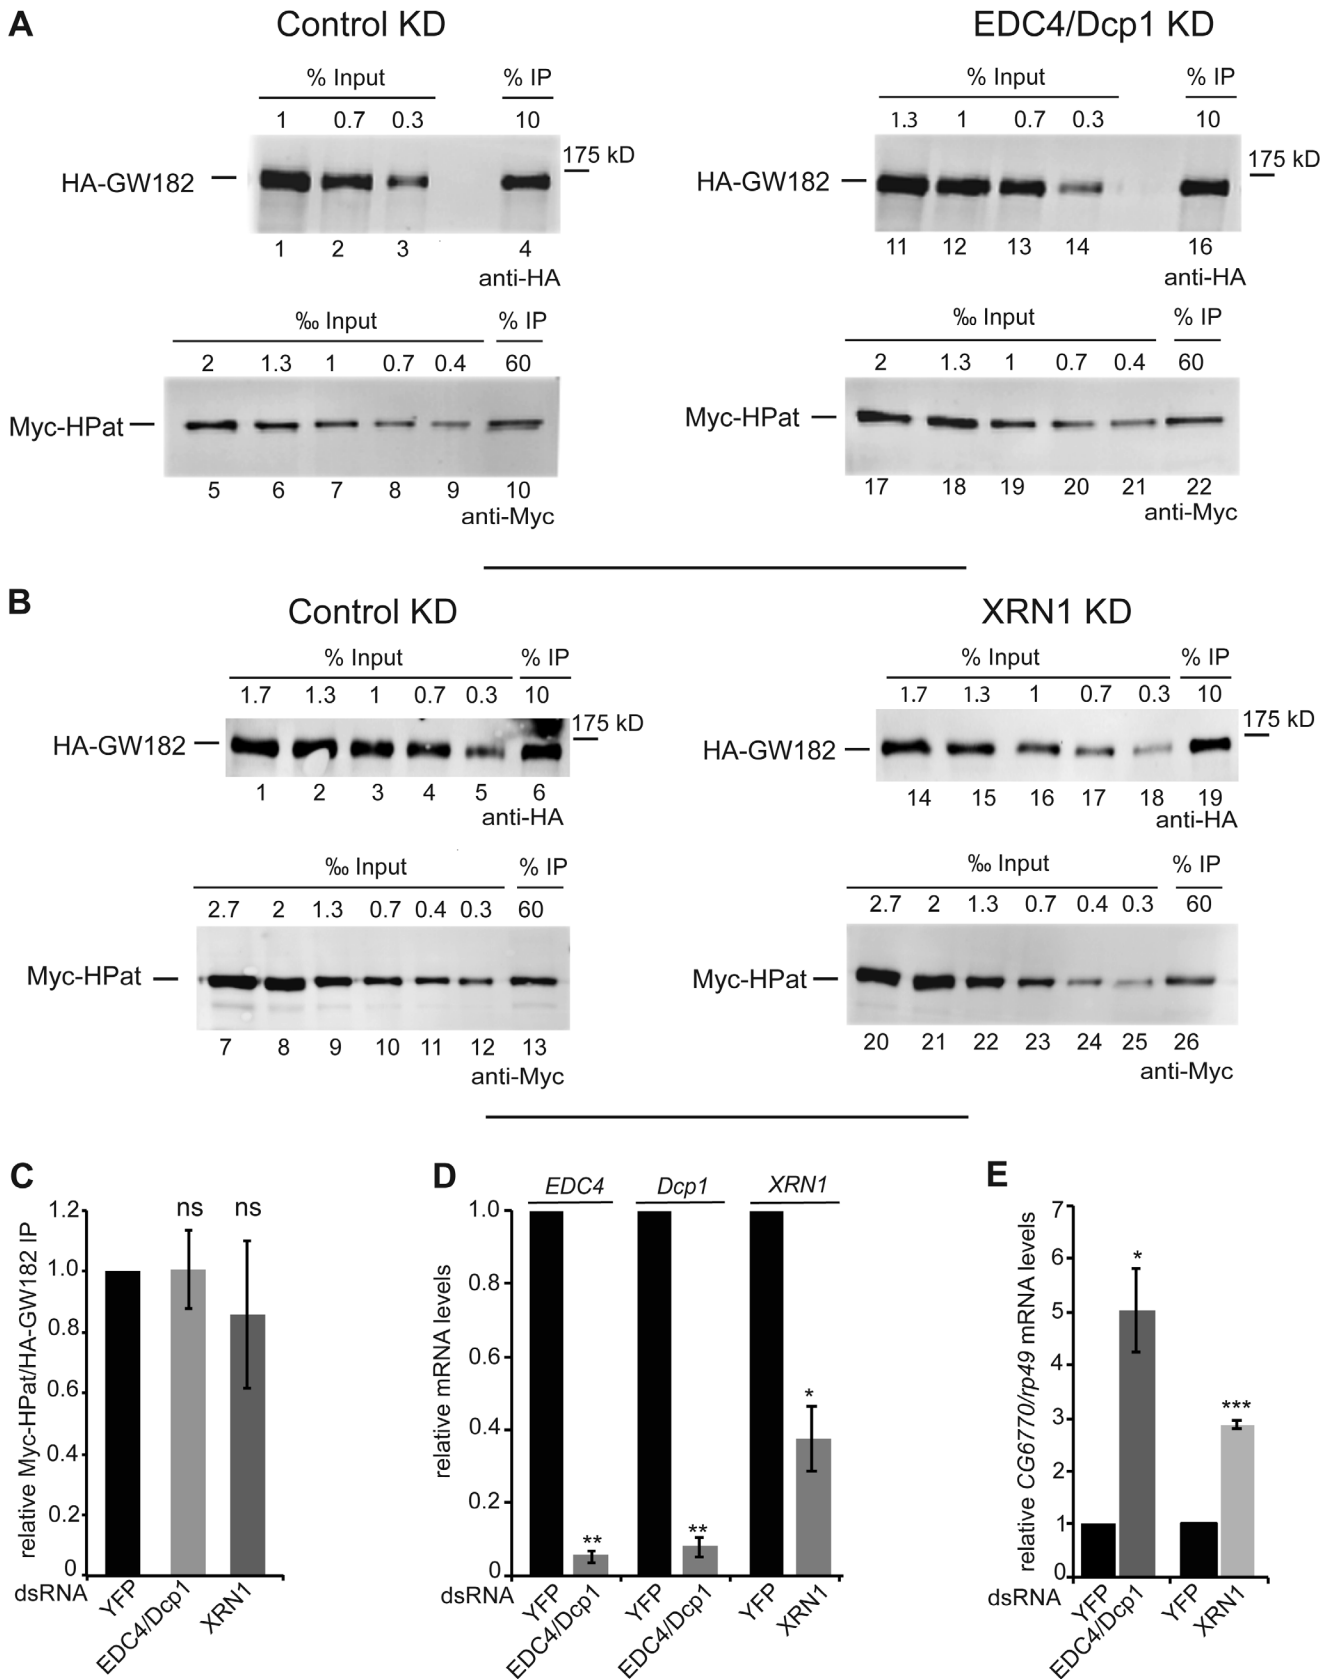 A
Control KD
EDC4/Dcp1 KD
% Input
% IP
1 0.7 0.3 10
HA-GW182
175 kD
1 2 3 4
anti-HA
% Input
% IP
1.3 1 0.7 0.3 10
HA-GW182
175 kD
11 12 13 14 16
anti-HA
‰ Input
% IP
2 1.3 1 0.7 0.4 60
Myc-HPat
5 6 7 8 9 10
anti-Myc
‰ Input
% IP
2 1.3 1 0.7 0.4 60
Myc-HPat
17 18 19 20 21 22
anti-Myc
B
Control KD
XRN1 KD
% Input
% IP
1.7 1.3 1 0.7 0.3 10
HA-GW182
175 kD
1 2 3 4 5 6
anti-HA
% Input
% IP
1.7 1.3 1 0.7 0.3 10
HA-GW182
175 kD
14 15 16 17 18 19
anti-HA
‰ Input
% IP
2.7 2 1.3 0.7 0.4 0.3 60
Myc-HPat
7 8 9 10 11 12 13
anti-Myc
‰ Input
% IP
2.7 2 1.3 0.7 0.4 0.3 60
Myc-HPat
20 21 22 23 24 25 26
anti-Myc
C
relative Myc-HPat/HA-GW182 IP
1.2
1.0
0.8
0.6
0.4
0.2
0
ns
ns
dsRNA
YFP
EDC4/Dcp1
XRN1
D
relative mRNA levels
EDC4
Dcp1
XRN1
1.0
0.8
0.6
0.4
0.2
0
**
**
*
dsRNA
YFP
EDC4/Dcp1
YFP
EDC4/Dcp1
YFP
XRN1
E
relative CG6770/rp49 mRNA levels
7
6
5
4
3
2
1
0
*
***
dsRNA
YFP
EDC4/Dcp1
YFP
XRN1